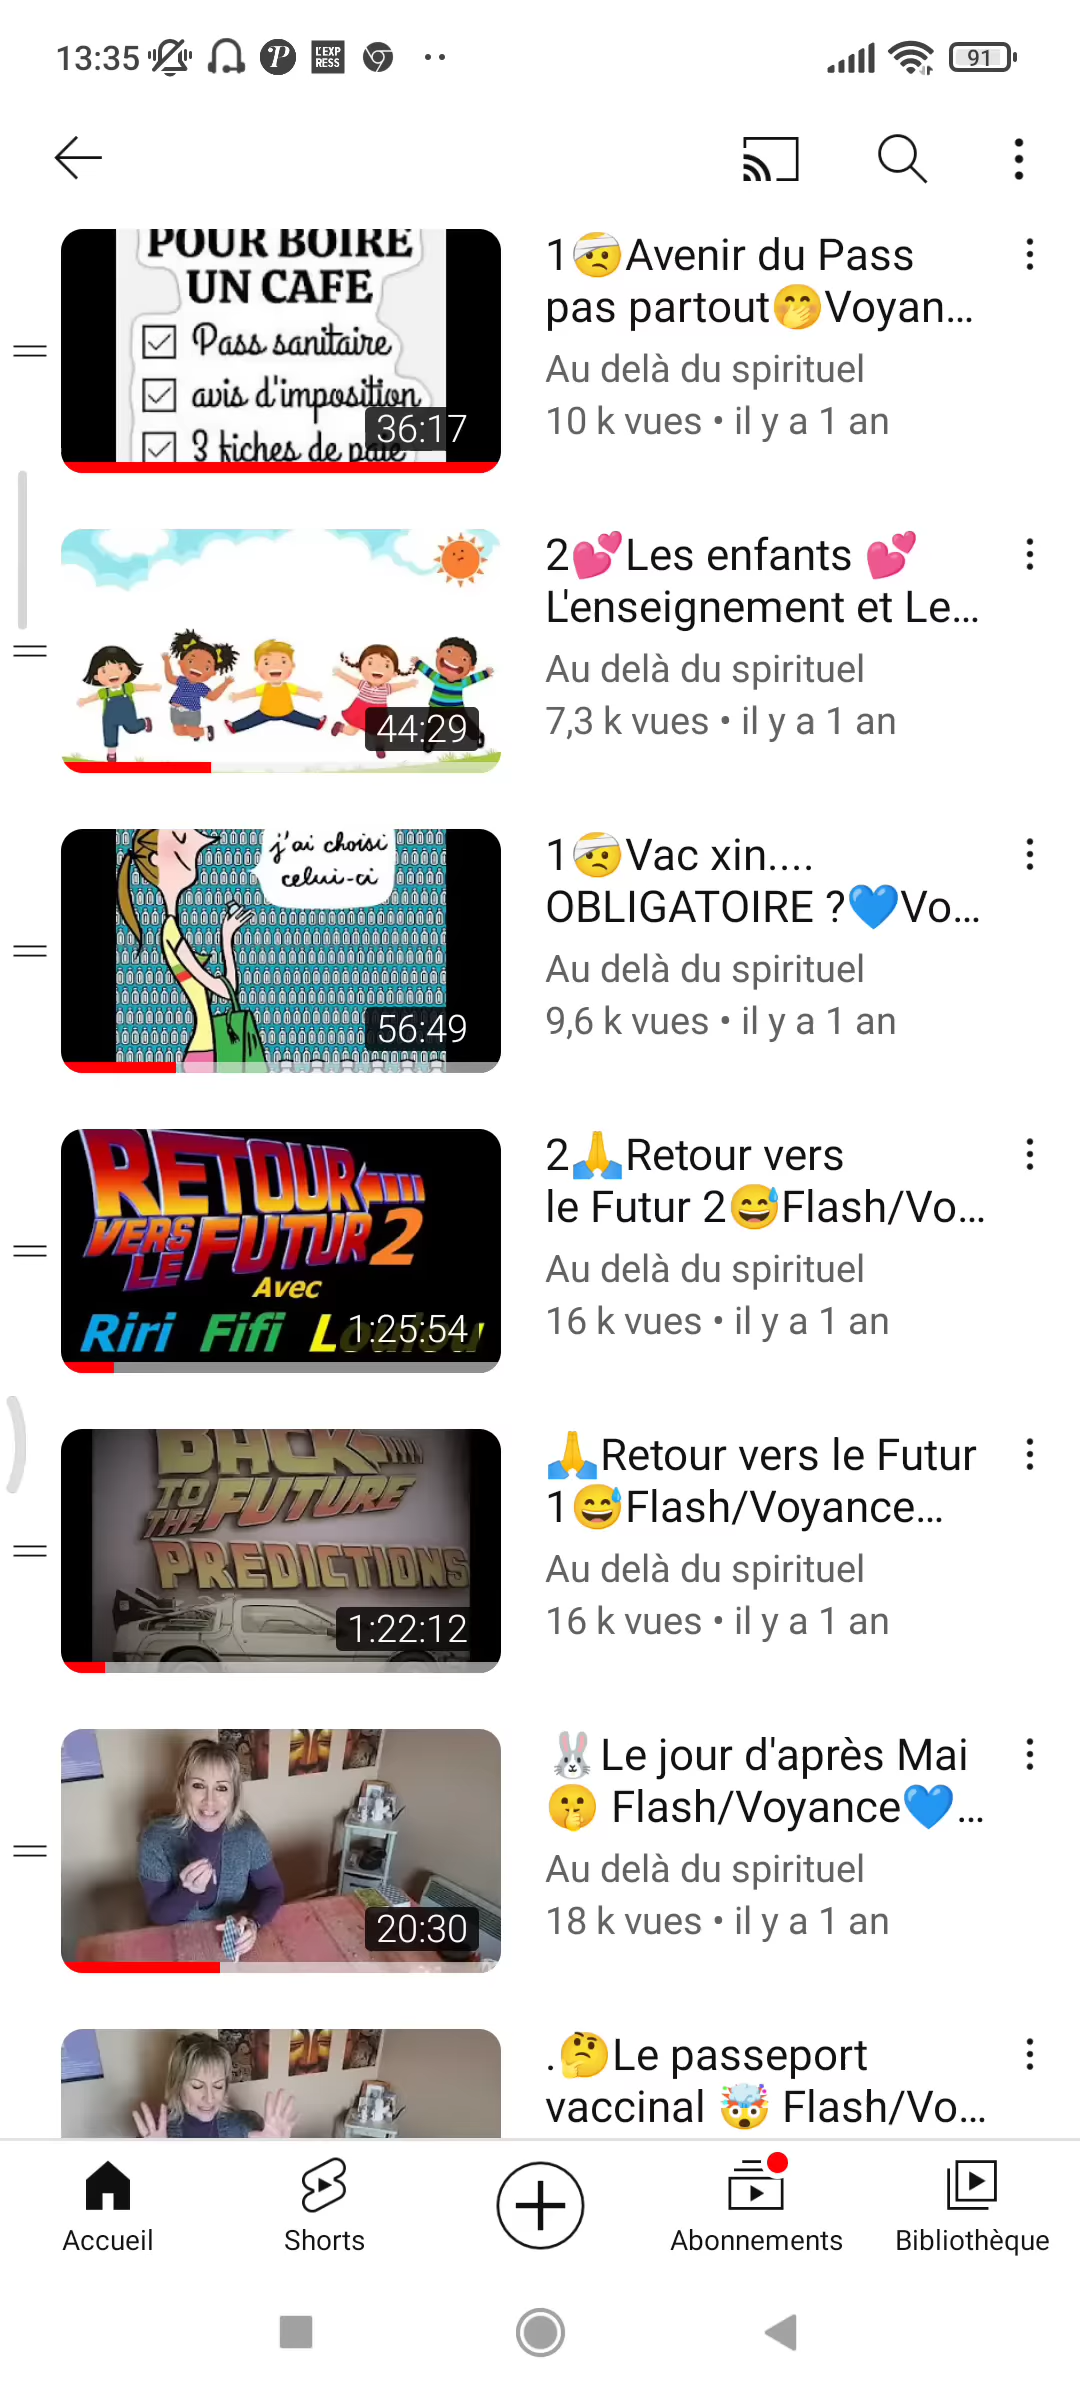 13:35
L'EXP
RESS
91
POUR BOIRE
UN CAFE
Pass sanitaire
avis d'imposition
3 fiches de paie
36:17
1🤕Avenir du Pass
pas partout🤭Voyan...
Au delà du spirituel
10 k vues • il y a 1 an
44:29
2💕Les enfants 💕
L'enseignement et Le...
Au delà du spirituel
7,3 k vues • il y a 1 an
j'ai choisi
celui-ci
56:49
1🤕Vac xin....
OBLIGATOIRE ?💙Vo...
Au delà du spirituel
9,6 k vues • il y a 1 an
RETOUR
VERS
LE FUTUR 2
Avec
Riri Fifi Loulou
1:25:54
2🙏Retour vers
le Futur 2😅Flash/Vo...
Au delà du spirituel
16 k vues • il y a 1 an
BACK
TO
THE FUTURE
PREDICTIONS
1:22:12
🙏Retour vers le Futur
1😅Flash/Voyance...
Au delà du spirituel
16 k vues • il y a 1 an
20:30
🐰Le jour d'après Mai
🤫 Flash/Voyance💙...
Au delà du spirituel
18 k vues • il y a 1 an
.🤔Le passeport
vaccinal 🤯 Flash/Vo...
Accueil
Shorts
Abonnements
Bibliothèque